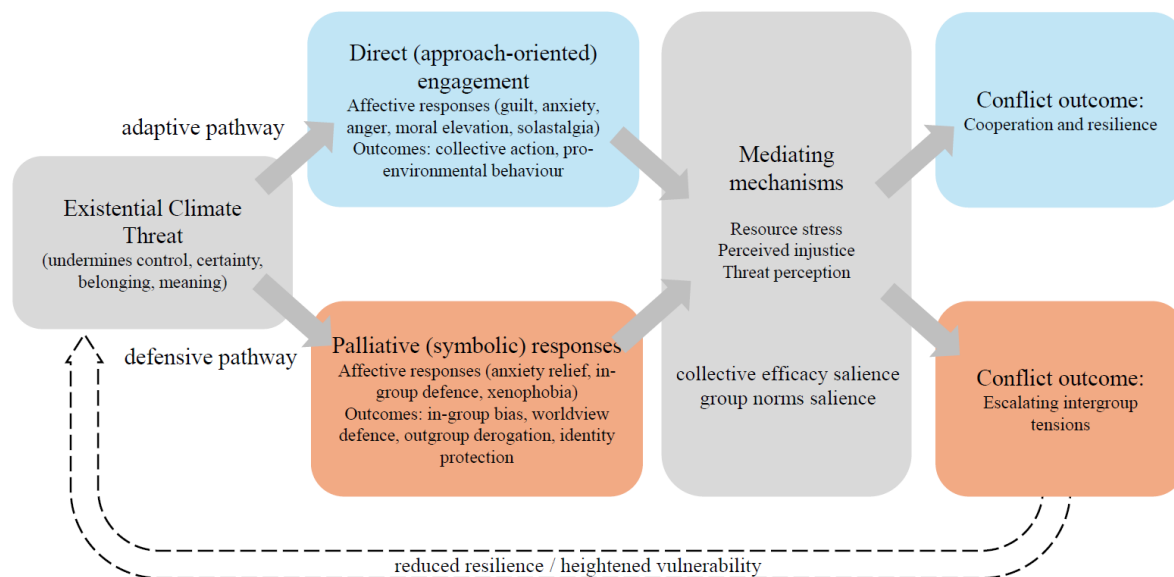 adaptive pathway
Existential Climate
Threat
(undermines control, certainty,
belonging, meaning)
defensive pathway
Direct (approach-oriented)
engagement
Affective responses (guilt, anxiety,
anger, moral elevation, solastalgia)
Outcomes: collective action, pro-
environmental behaviour
Palliative (symbolic) responses
Affective responses (anxiety relief, in-
group defence, xenophobia)
Outcomes: in-group bias, worldview
defence, outgroup derogation, identity
protection
Mediating
mechanisms
Resource stress
Perceived injustice
Threat perception
collective efficacy salience
group norms salience
Conflict outcome:
Cooperation and resilience
Conflict outcome:
Escalating intergroup
tensions
reduced resilience / heightened vulnerability